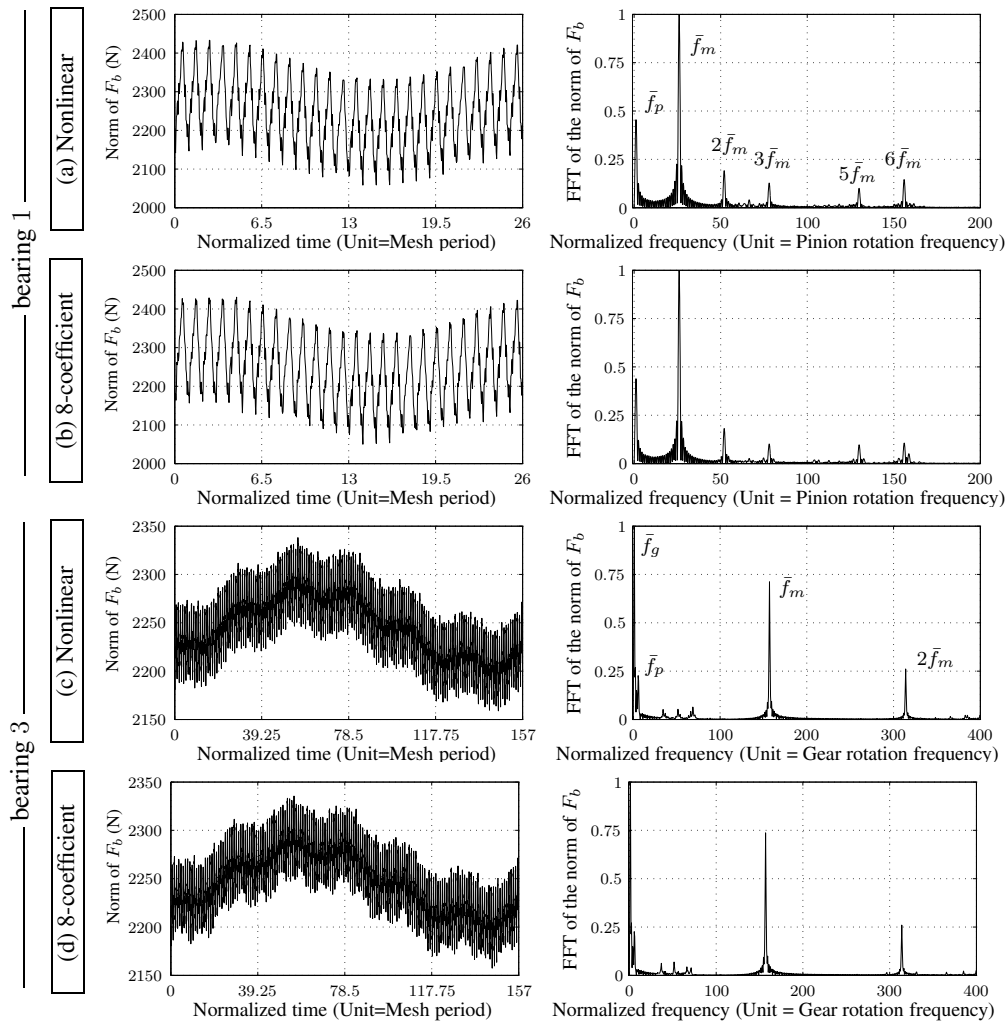 bearing 1
(a) Nonlinear
Norm of F_b (N)
2500
2400
2300
2200
2100
2000
0 6.5 13 19.5 26
Normalized time (Unit=Mesh period)
FFT of the norm of F_b
1
0.75
0.5
0.25
0
f̄_p
f̄_m
2f̄_m
3f̄_m
5f̄_m
6f̄_m
0 50 100 150 200
Normalized frequency (Unit = Pinion rotation frequency)
(b) 8-coefficient
Norm of F_b (N)
2500
2400
2300
2200
2100
2000
0 6.5 13 19.5 26
Normalized time (Unit=Mesh period)
FFT of the norm of F_b
1
0.75
0.5
0.25
0
0 50 100 150 200
Normalized frequency (Unit = Pinion rotation frequency)
bearing 3
(c) Nonlinear
Norm of F_b (N)
2350
2300
2250
2200
2150
0 39.25 78.5 117.75 157
Normalized time (Unit=Mesh period)
FFT of the norm of F_b
1
0.75
0.5
0.25
0
f̄_g
f̄_p
f̄_m
2f̄_m
0 100 200 300 400
Normalized frequency (Unit = Gear rotation frequency)
(d) 8-coefficient
Norm of F_b (N)
2350
2300
2250
2200
2150
0 39.25 78.5 117.75 157
Normalized time (Unit=Mesh period)
FFT of the norm of F_b
1
0.75
0.5
0.25
0
0 100 200 300 400
Normalized frequency (Unit = Gear rotation frequency)